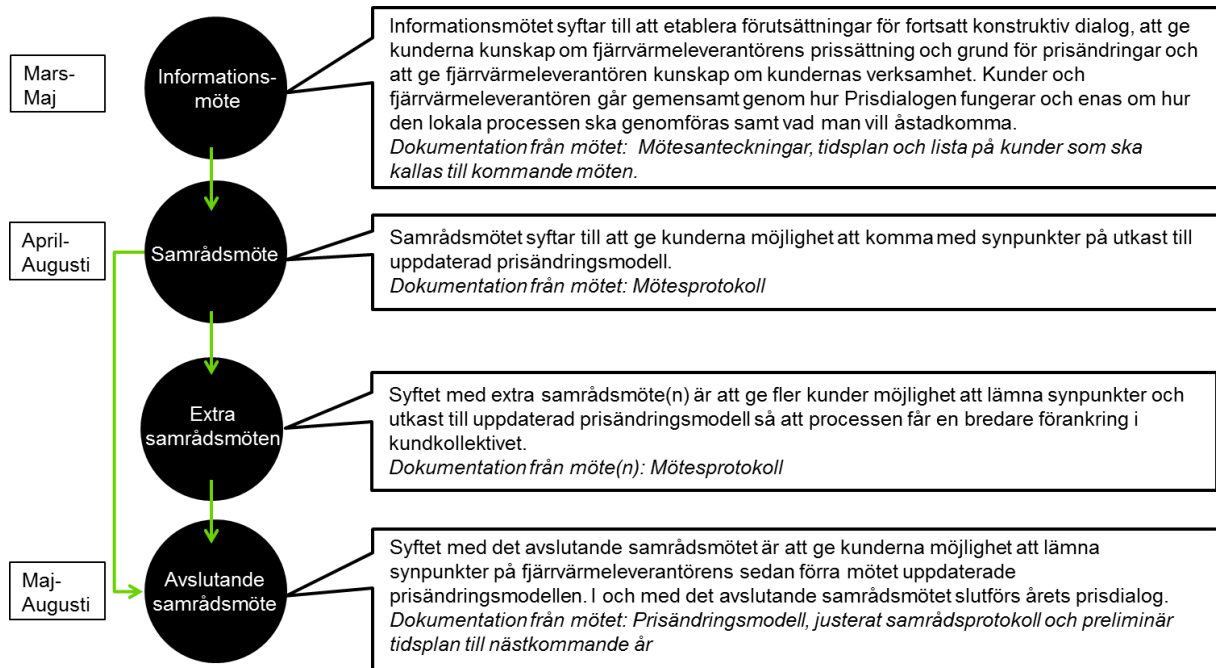 Mars-
Maj
Informations-
möte
Informationsmötet syftar till att etablera förutsättningar för fortsatt konstruktiv dialog, att ge
kunderna kunskap om fjärrvärmeleverantörens prissättning och grund för prisändringar och
att ge fjärrvärmeleverantören kunskap om kundernas verksamhet. Kunder och
fjärrvärmeleverantören går gemensamt genom hur Prisdialogen fungerar och enas om hur
den lokala processen ska genomföras samt vad man vill åstadkomma.
Dokumentation från mötet: Mötesanteckningar, tidsplan och lista på kunder som ska
kallas till kommande möten.
April-
Augusti
Samrådsmöte
Samrådsmötet syftar till att ge kunderna möjlighet att komma med synpunkter på utkast till
uppdaterad prisändringsmodell.
Dokumentation från mötet: Mötesprotokoll
Extra
samrådsmöten
Syftet med extra samrådsmöte(n) är att ge fler kunder möjlighet att lämna synpunkter och
utkast till uppdaterad prisändringsmodell så att processen får en bredare förankring i
kundkollektivet.
Dokumentation från möte(n): Mötesprotokoll
Maj-
Augusti
Avslutande
samrådsmöte
Syftet med det avslutande samrådsmötet är att ge kunderna möjlighet att lämna
synpunkter på fjärrvärmeleverantörens sedan förra mötet uppdaterade
prisändringsmodellen. I och med det avslutande samrådsmötet slutförs årets prisdialog.
Dokumentation från mötet: Prisändringsmodell, justerat samrådsprotokoll och preliminär
tidsplan till nästkommande år